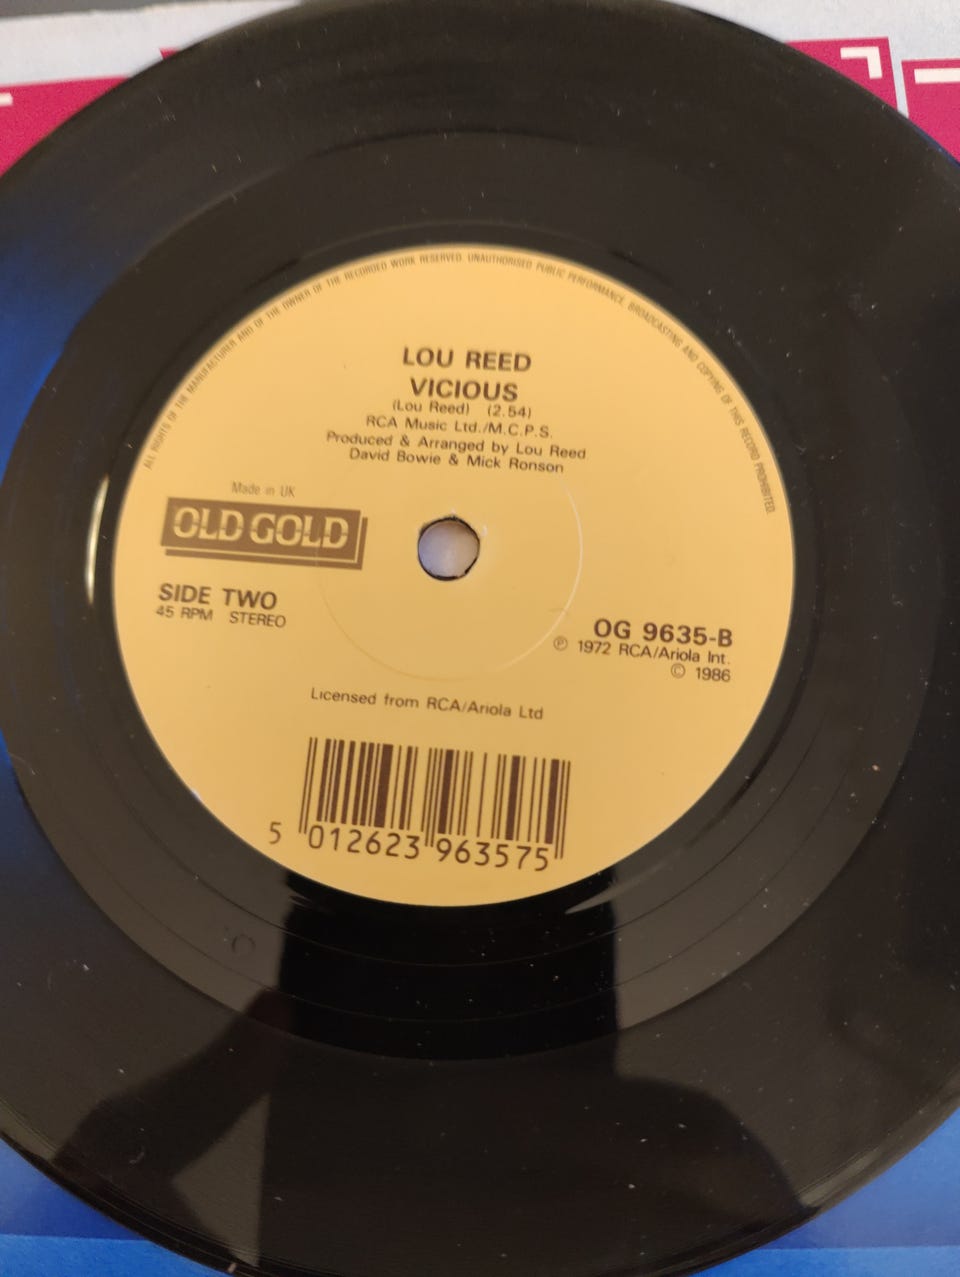 ALL RIGHTS OF THE MANUFACTURER AND OF THE OWNER OF THE RECORDED WORK RESERVED. UNAUTHORISED PUBLIC PERFORMANCE, BROADCASTING AND COPYING OF THIS RECORD PROHIBITED.
LOU REED
VICIOUS
(Lou Reed) (2.54)
RCA Music Ltd./M.C.P.S.
Produced & Arranged by Lou Reed
David Bowie & Mick Ronson
Made in UK
OLD GOLD
SIDE TWO
45 RPM STEREO
OG 9635-B
℗ 1972 RCA/Ariola Int.
© 1986
Licensed from RCA/Ariola Ltd
5 012623 963575